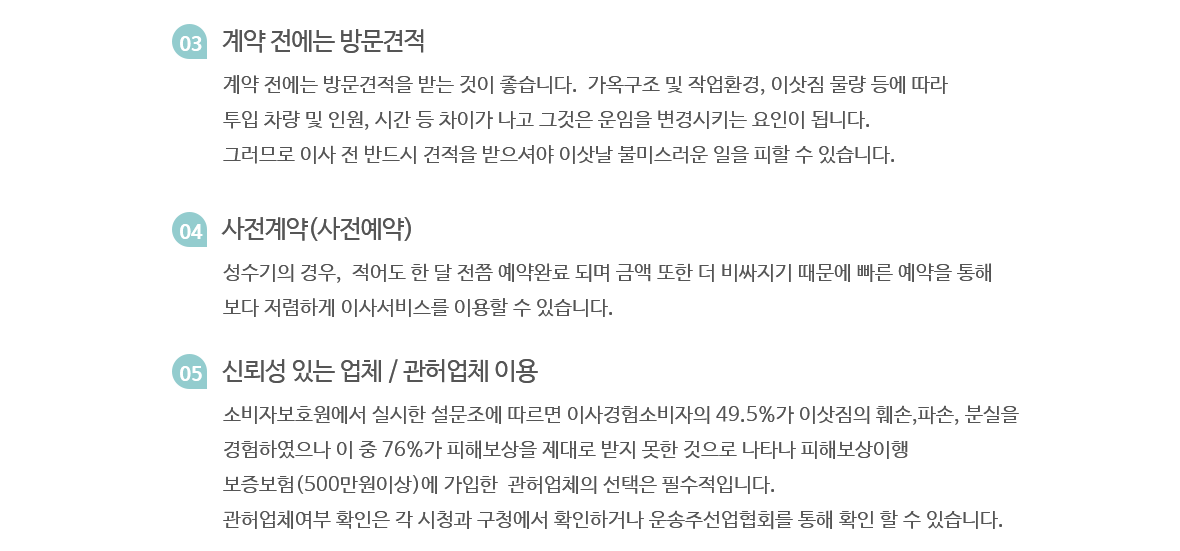 03 계약 전에는 방문견적
계약 전에는 방문견적을 받는 것이 좋습니다. 가옥구조 및 작업환경, 이삿짐 물량 등에 따라
투입 차량 및 인원, 시간 등 차이가 나고 그것은 운임을 변경시키는 요인이 됩니다.
그러므로 이사 전 반드시 견적을 받으셔야 이삿날 불미스러운 일을 피할 수 있습니다.
04 사전계약(사전예약)
성수기의 경우, 적어도 한 달 전쯤 예약완료 되며 금액 또한 더 비싸지기 때문에 빠른 예약을 통해
보다 저렴하게 이사서비스를 이용할 수 있습니다.
05 신뢰성 있는 업체 / 관허업체 이용
소비자보호원에서 실시한 설문조에 따르면 이사경험소비자의 49.5%가 이삿짐의 훼손,파손, 분실을
경험하였으나 이 중 76%가 피해보상을 제대로 받지 못한 것으로 나타나 피해보상이행
보증보험(500만원이상)에 가입한 관허업체의 선택은 필수적입니다.
관허업체여부 확인은 각 시청과 구청에서 확인하거나 운송주선업협회를 통해 확인 할 수 있습니다.